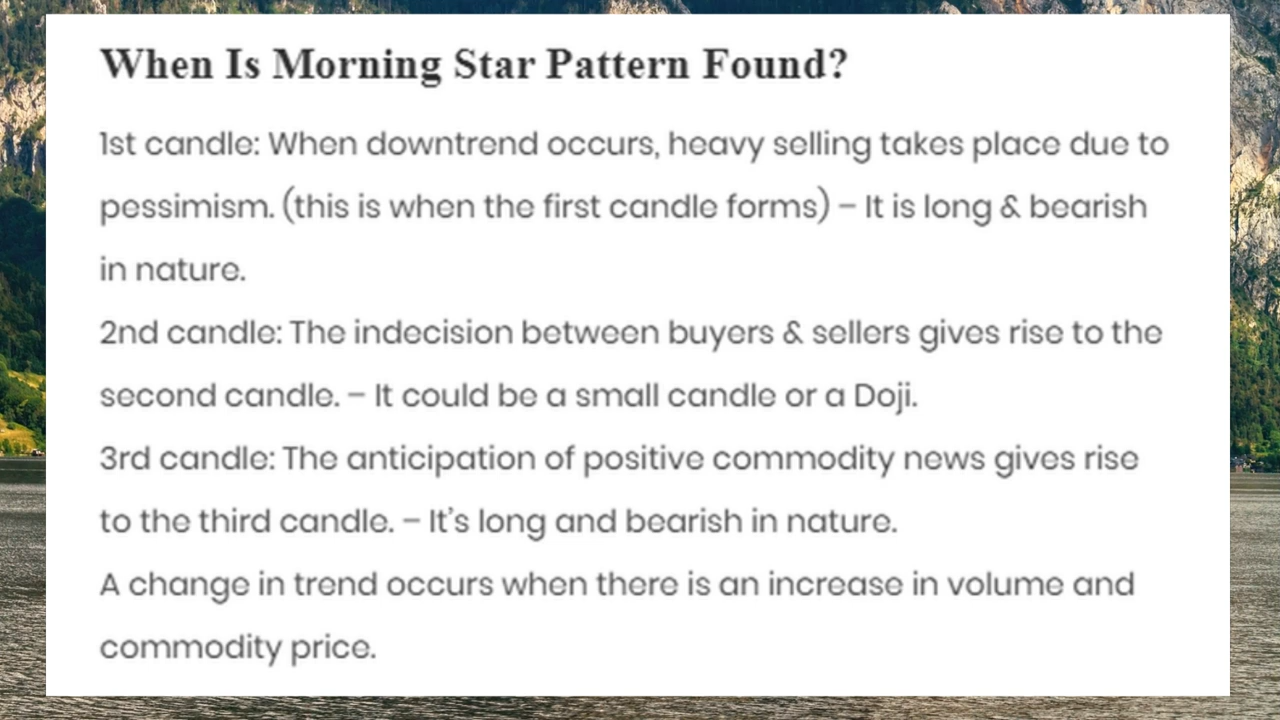 When Is Morning Star Pattern Found?
1st candle: When downtrend occurs, heavy selling takes place due to
pessimism. (this is when the first candle forms) – It is long & bearish
in nature.
2nd candle: The indecision between buyers & sellers gives rise to the
second candle. – It could be a small candle or a Doji.
3rd candle: The anticipation of positive commodity news gives rise
to the third candle. – It’s long and bearish in nature.
A change in trend occurs when there is an increase in volume and
commodity price.